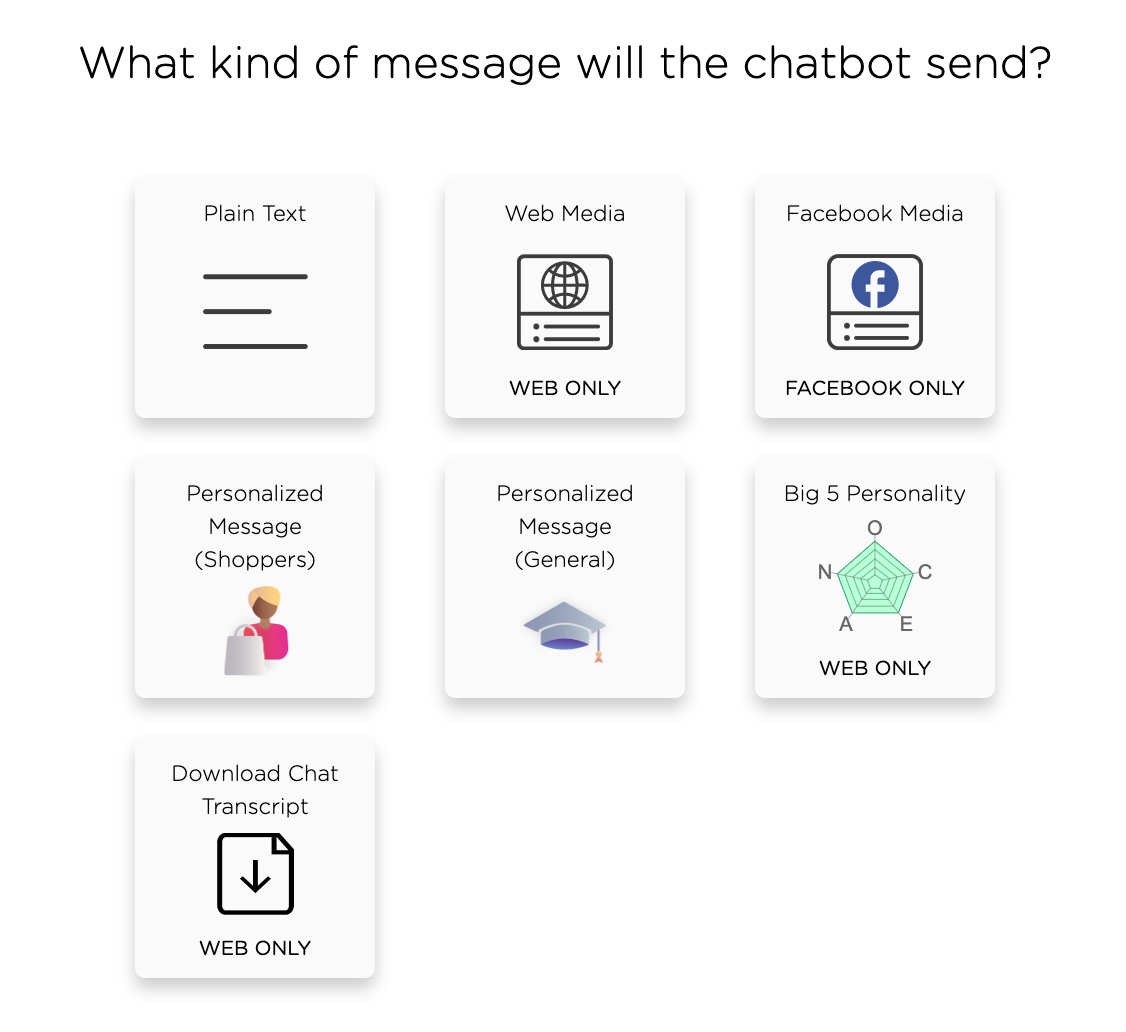 What kind of message will the chatbot send?
Plain Text
Web Media
WEB ONLY
Facebook Media
FACEBOOK ONLY
Personalized
Message
(Shoppers)
Personalized
Message
(General)
Big 5 Personality
O
N
C
A
E
WEB ONLY
Download Chat
Transcript
WEB ONLY